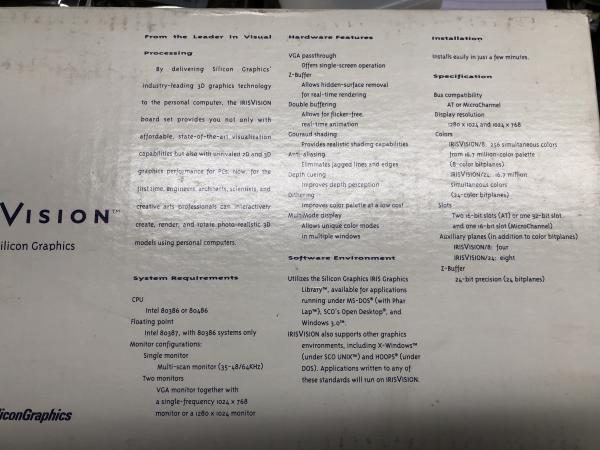 VISION™
Silicon Graphics
SiliconGraphics
From the Leader in Visual
Processing
By delivering Silicon Graphics'
industry-leading 3D graphics technology
to the personal computer, the IRISVISION
board set provides you not only with
affordable, state-of-the-art visualization
capabilities but also with unrivaled 2D and 3D
graphics performance for PCs. Now, for the
first time, engineers, architects, scientists, and
creative arts professionals can interactively
create, render, and rotate photo-realistic 3D
models using personal computers.
System Requirements
CPU
Intel 80386 or 80486
Floating point
Intel 80387, with 80386 systems only
Monitor configurations:
Single monitor
Multi-scan monitor (35-48/64KHz)
Two monitors
VGA monitor together with
a single-frequency 1024 x 768
monitor or a 1280 x 1024 monitor
Hardware Features
VGA passthrough
Offers single-screen operation
Z-Buffer
Allows hidden-surface removal
for real-time rendering
Double buffering
Allows for flicker-free,
real-time animation
Gouraud shading
Provides realistic shading capabilities
Anti-aliasing
Eliminates jagged lines and edges
Depth cueing
Improves depth perception
Dithering
Improves color palette at a low cost
MultiMode display
Allows unique color modes
in multiple windows
Software Environment
Utilizes the Silicon Graphics IRIS Graphics
Library™, available for applications
running under MS-DOS® (with Phar
Lap™), SCO's Open Desktop®, and
Windows 3.0™.
IRISVISION also supports other graphics
environments, including X-Windows™
(under SCO UNIX™) and HOOPS® (under
DOS). Applications written to any of
these standards will run on IRISVISION.
Installation
Installs easily in just a few minutes.
Specification
Bus compatibility
AT or MicroChannel
Display resolution
1280 x 1024 and 1024 x 768
Colors
IRISVISION/8: 256 simultaneous colors
from 16.7 million-color palette
(8-color bitplanes)
IRISVISION/24: 16.7 million
simultaneous colors
(24-color bitplanes)
Slots
Two 16-bit slots (AT) or one 32-bit slot
and one 16-bit slot (MicroChannel)
Auxiliary planes (in addition to color bitplanes)
IRISVISION/8: four
IRISVISION/24: eight
Z-Buffer
24-bit precision (24 bitplanes)